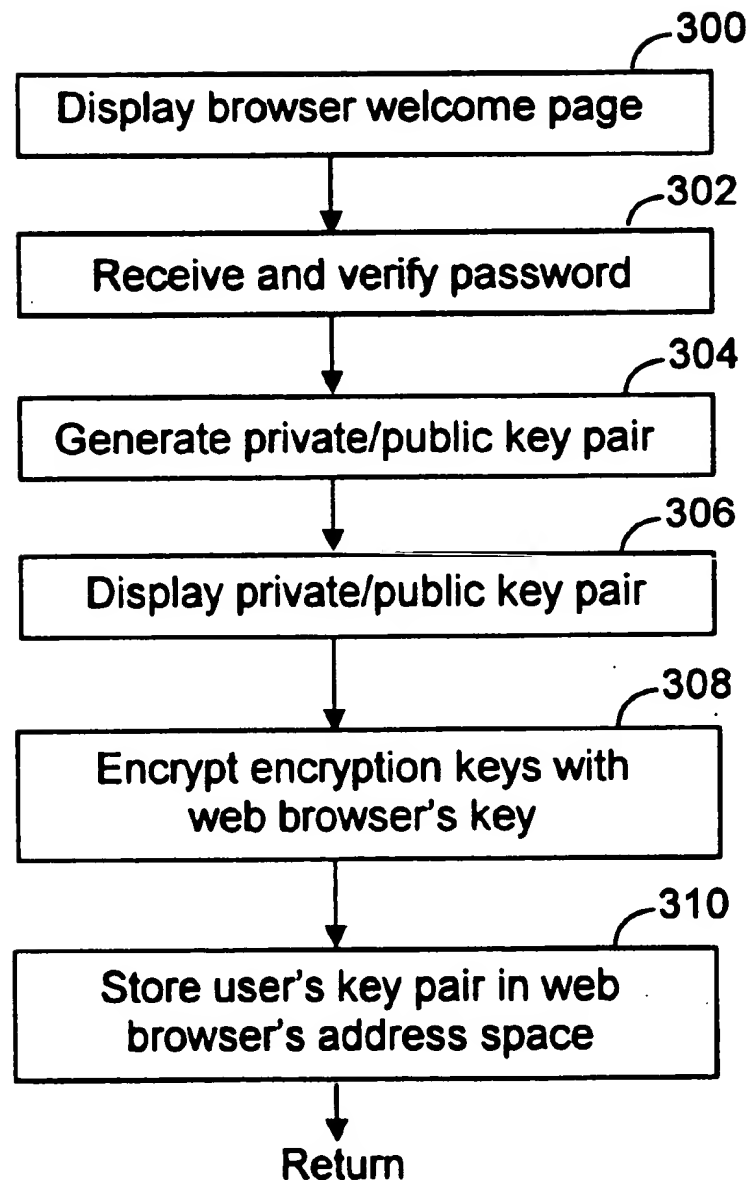 300
Display browser welcome page
302
Receive and verify password
304
Generate private/public key pair
306
Display private/public key pair
308
Encrypt encryption keys with
web browser's key
310
Store user's key pair in web
browser's address space
Return